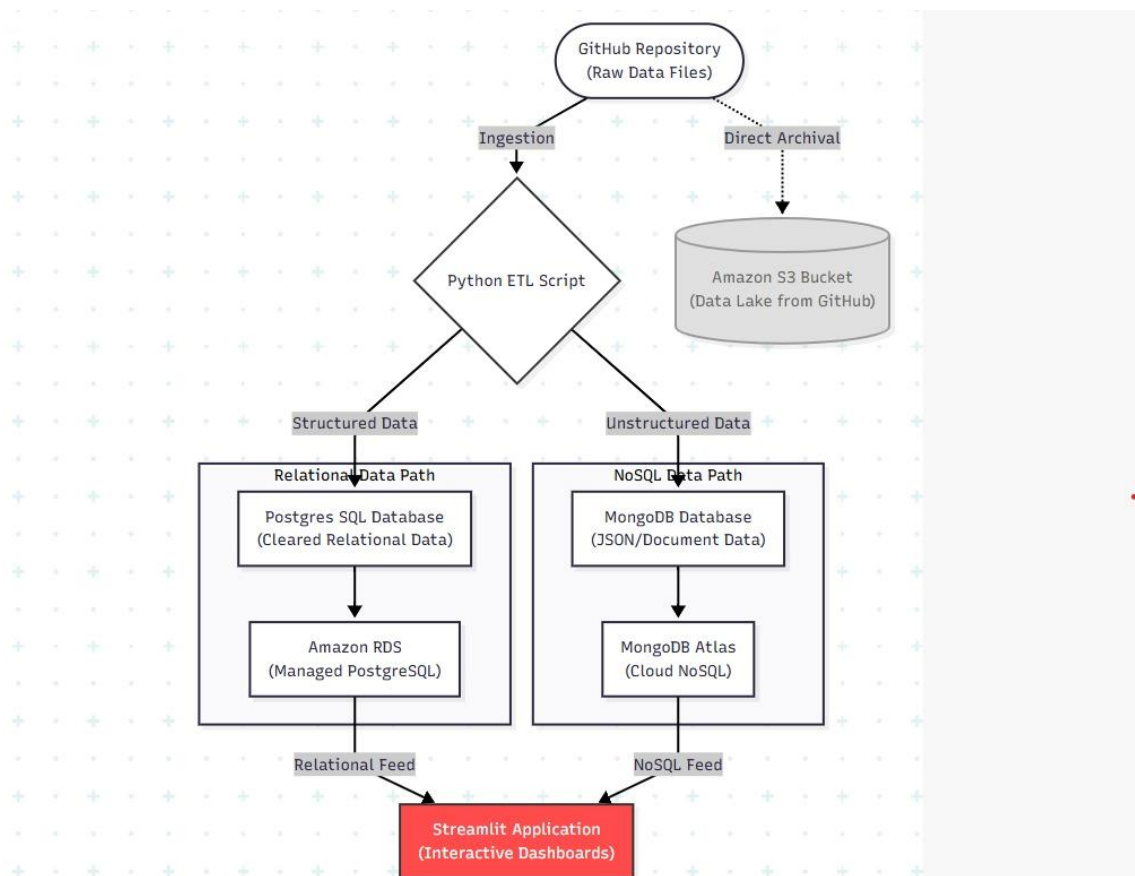 GitHub Repository
(Raw Data Files)
Ingestion
Direct Archival
Python ETL Script
Amazon S3 Bucket
(Data Lake from GitHub)
Structured Data
Unstructured Data
Relational Data Path
NoSQL Data Path
Postgres SQL Database
(Cleared Relational Data)
MongoDB Database
(JSON/Document Data)
Amazon RDS
(Managed PostgreSQL)
MongoDB Atlas
(Cloud NoSQL)
Relational Feed
NoSQL Feed
Streamlit Application
(Interactive Dashboards)